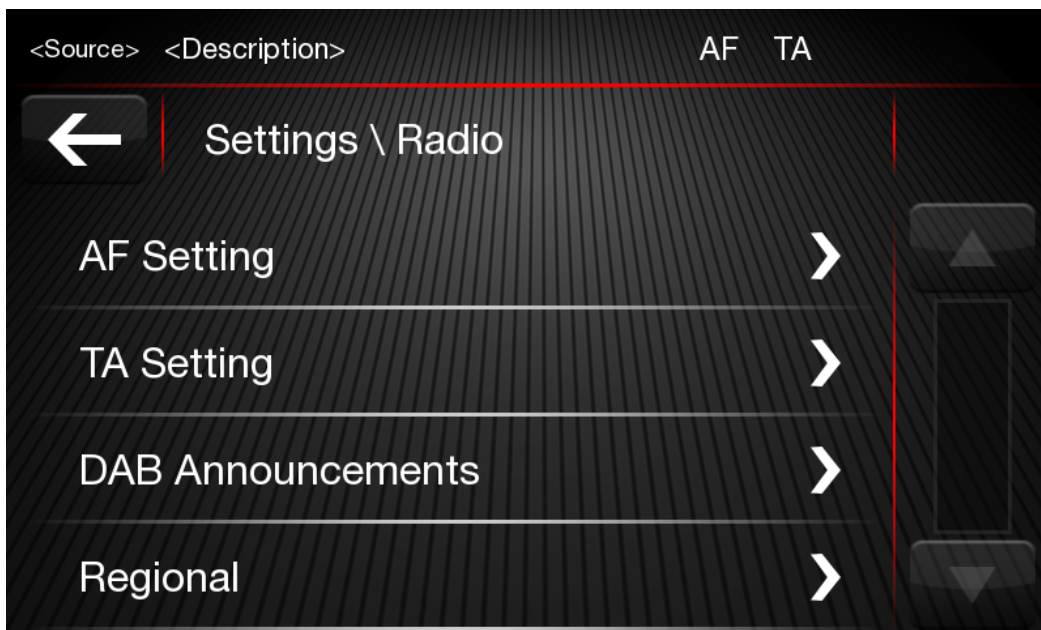 <Source> <Description> AF TA
Settings \ Radio
AF Setting
TA Setting
DAB Announcements
Regional